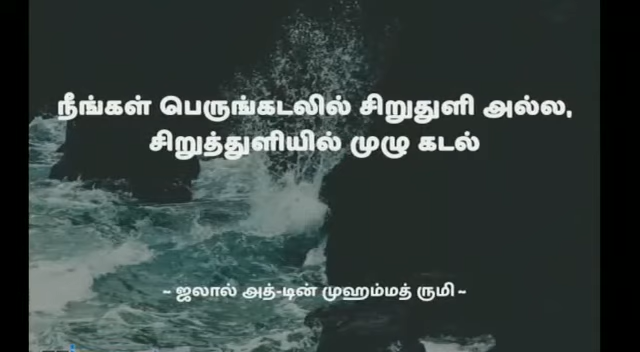 நீங்கள் பெருங்கடலில் சிறுதுளி அல்ல,
சிறுத்துளியில் முழு கடல்
~ ஜலால் அத்-டின் முஹம்மத் ருமி ~